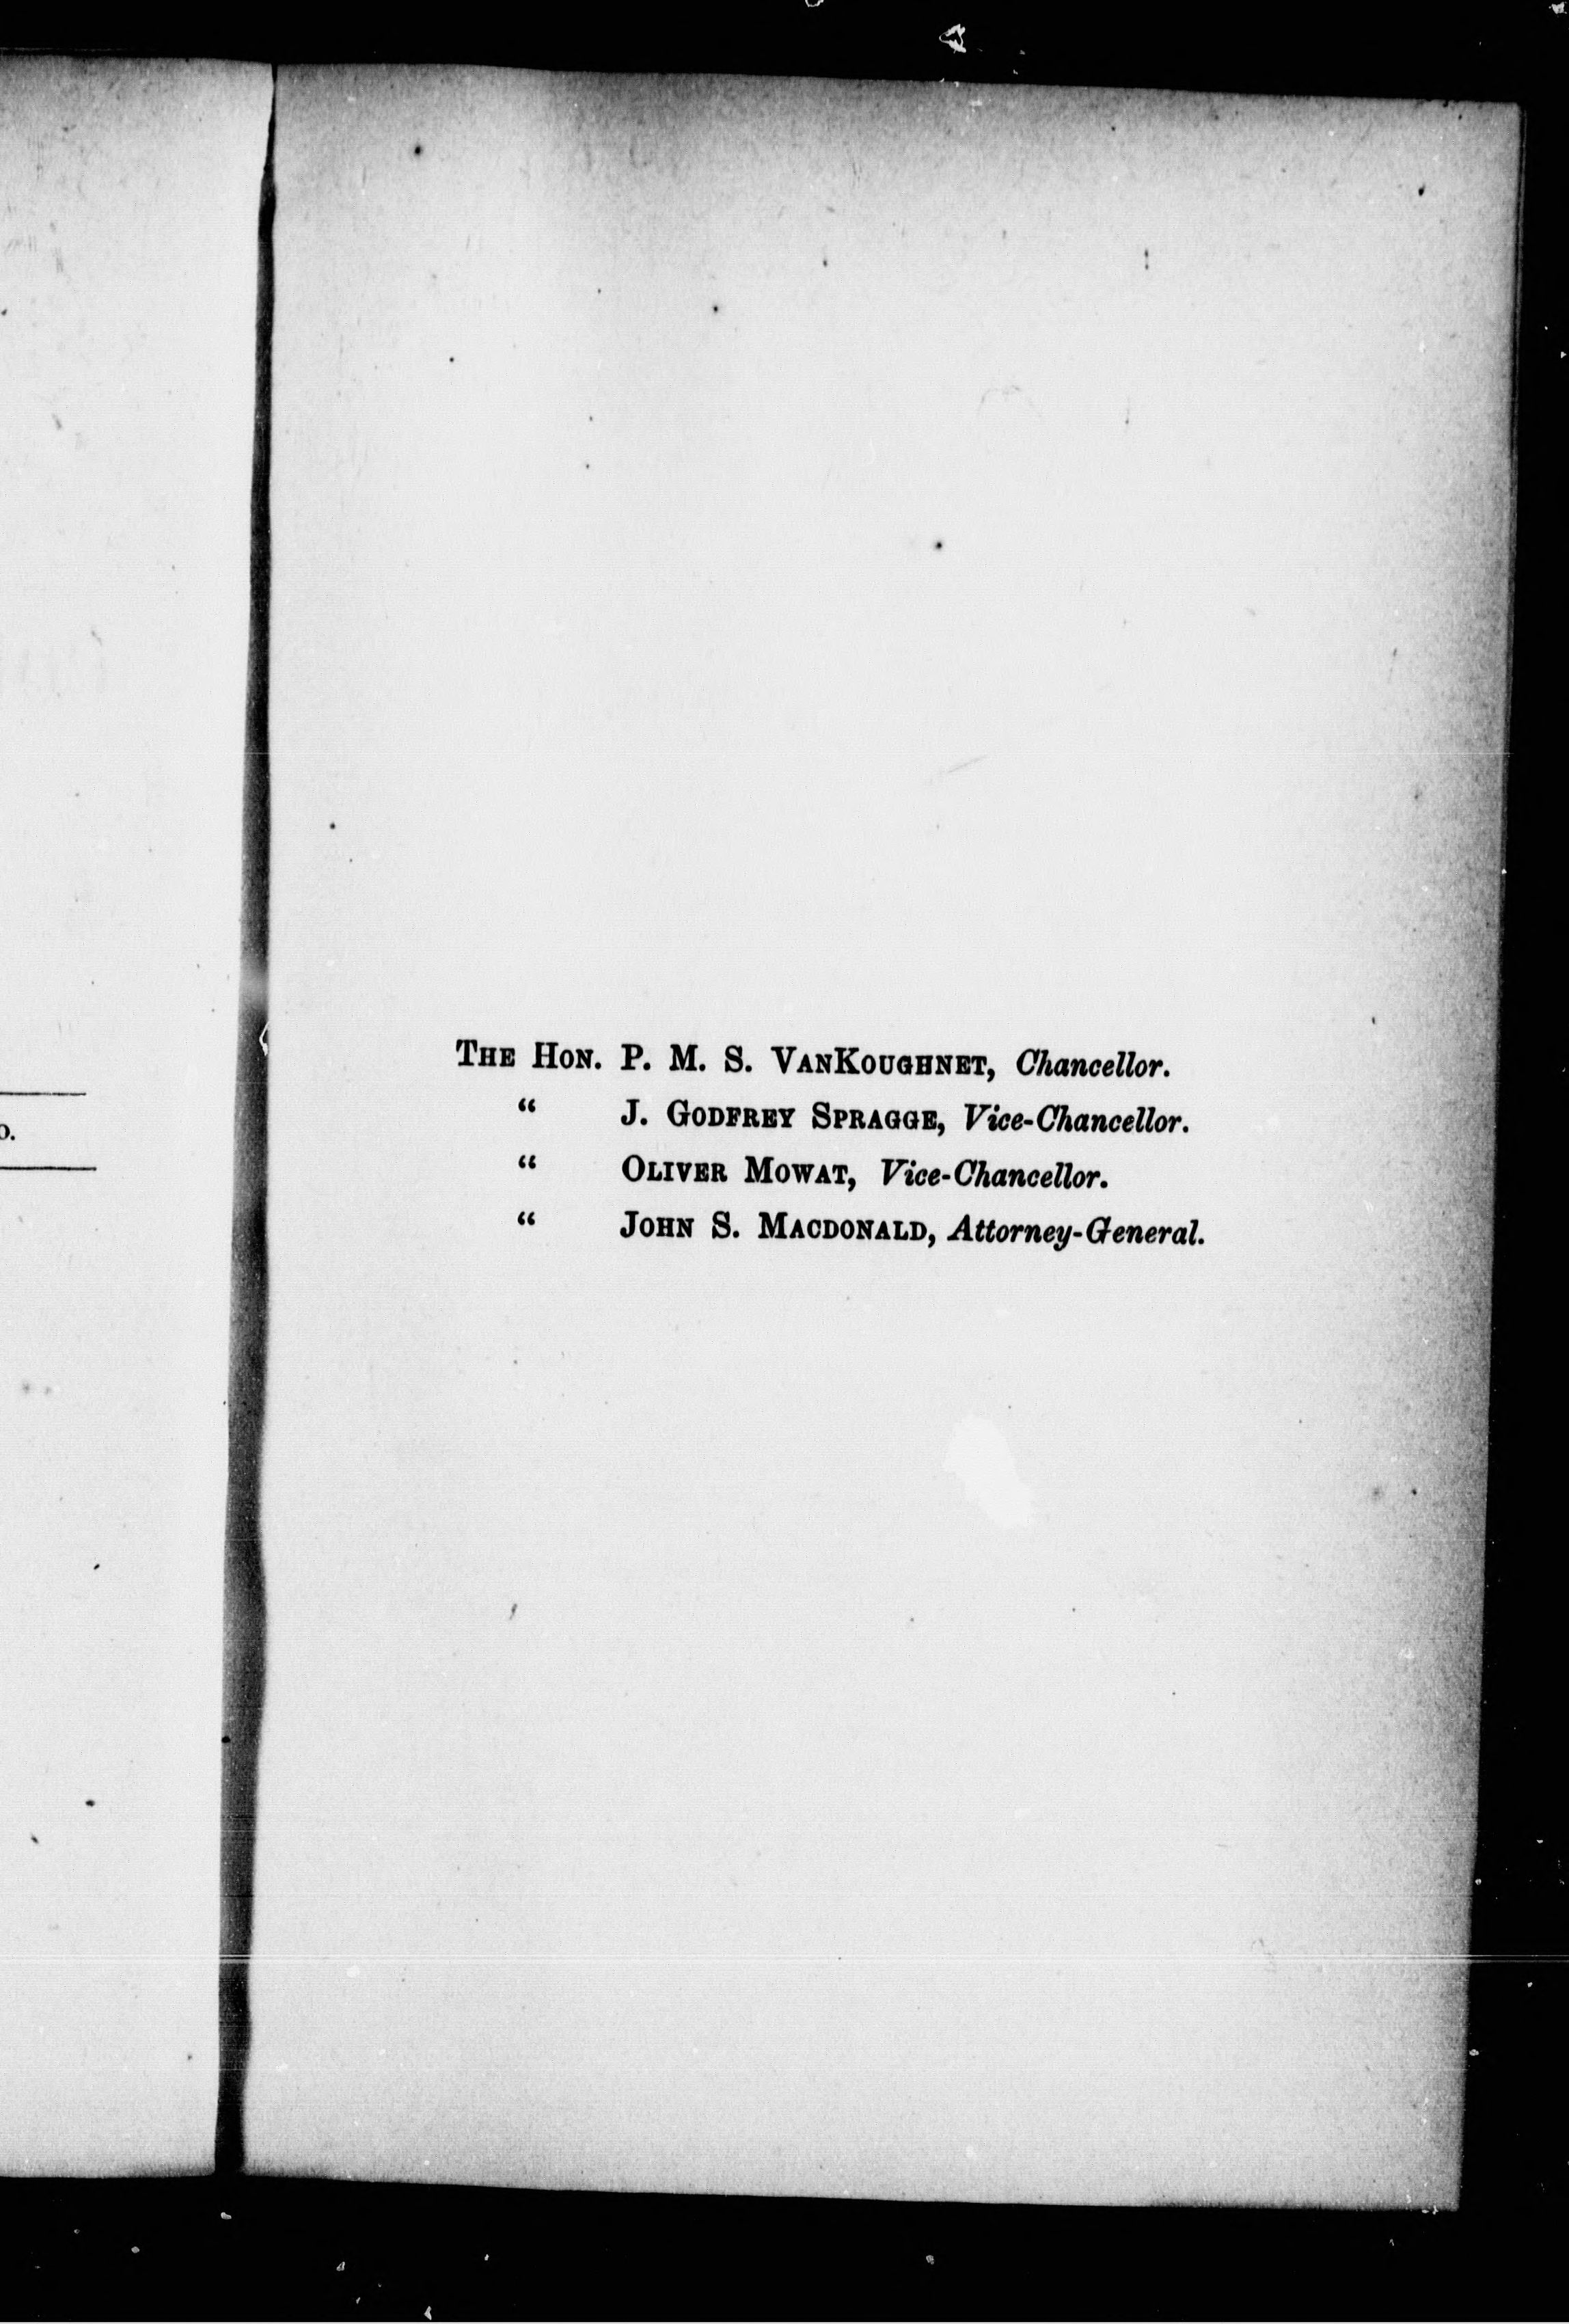 THE HON. P. M. S. VANKOUGHNET, Chancellor.
“ J. GODFREY SPRAGGE, Vice-Chancellor.
“ OLIVER MOWAT, Vice-Chancellor.
“ JOHN S. MACDONALD, Attorney-General.